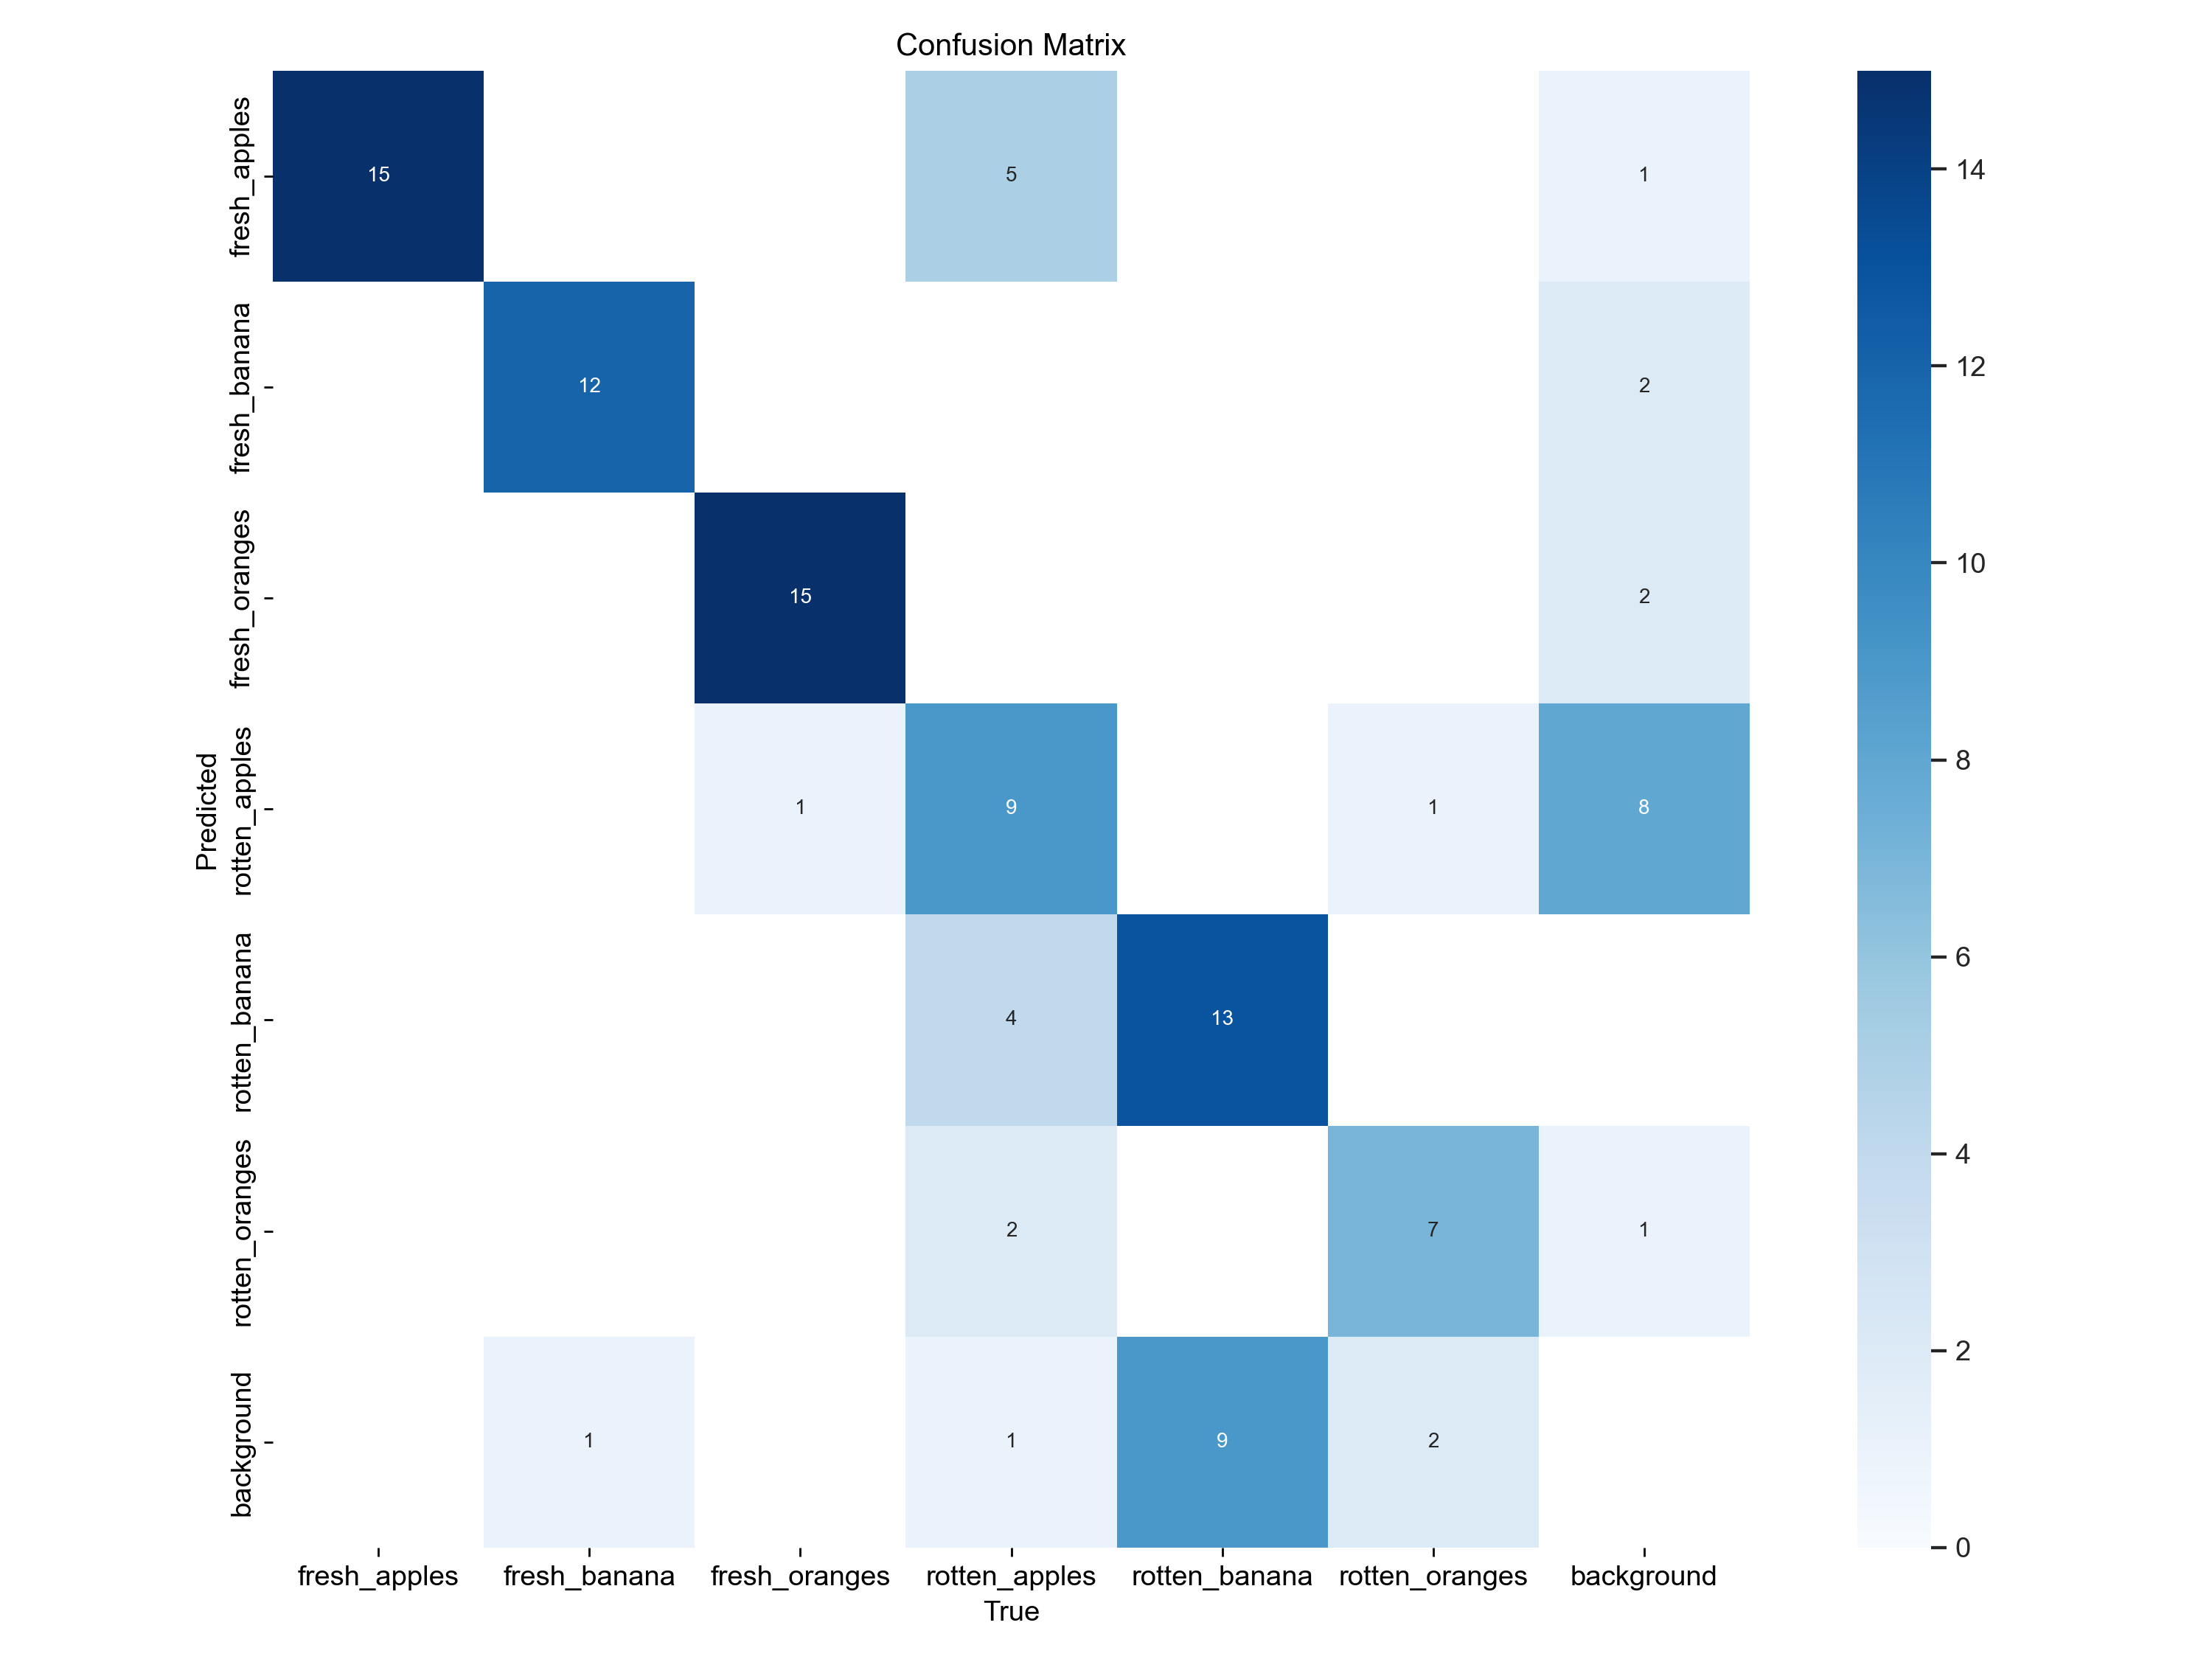 Confusion Matrix
Predicted
fresh_apples
15
5
1
fresh_banana
12
2
fresh_oranges
15
2
rotten_apples
1
9
1
8
rotten_banana
4
13
rotten_oranges
2
7
1
background
1
1
9
2
fresh_apples fresh_banana fresh_oranges rotten_apples rotten_banana rotten_oranges background
True
14
12
10
8
6
4
2
0